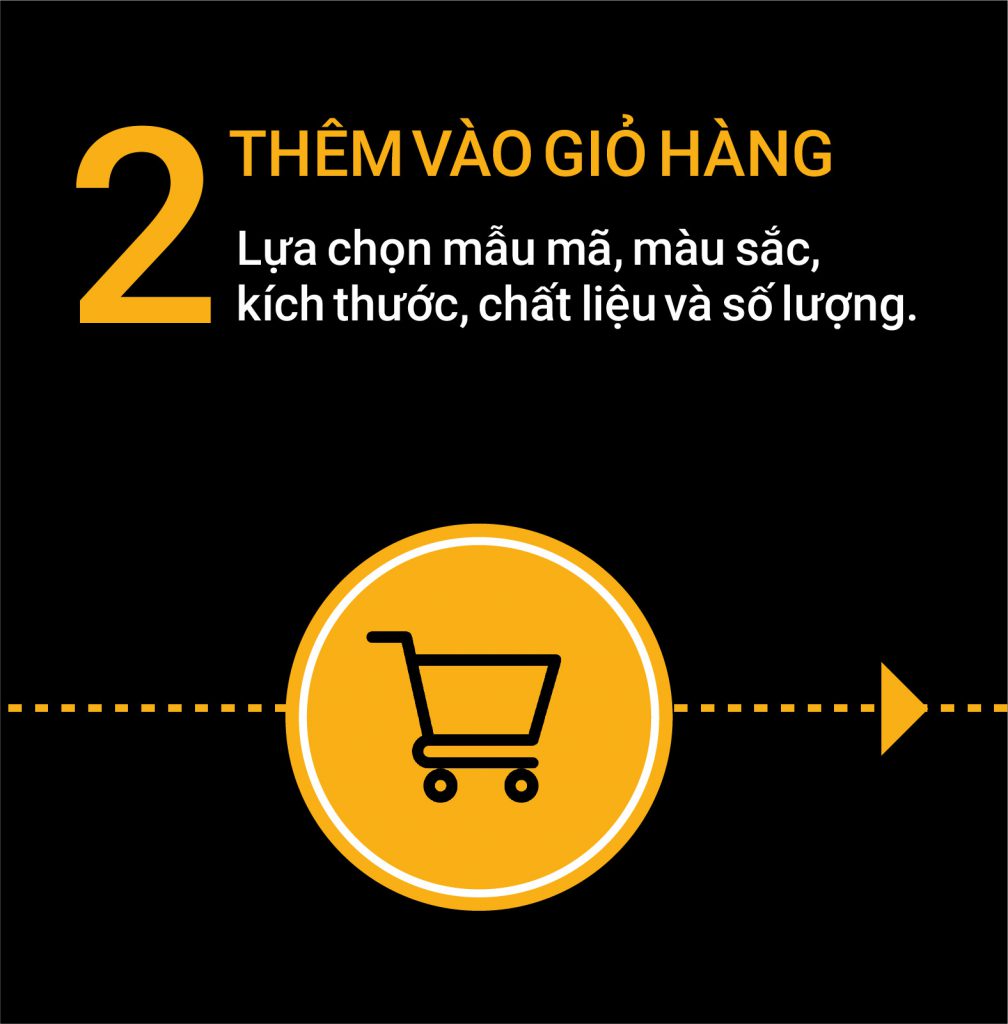 2
THÊM VÀO GIỎ HÀNG
Lựa chọn mẫu mã, màu sắc,
kích thước, chất liệu và số lượng.